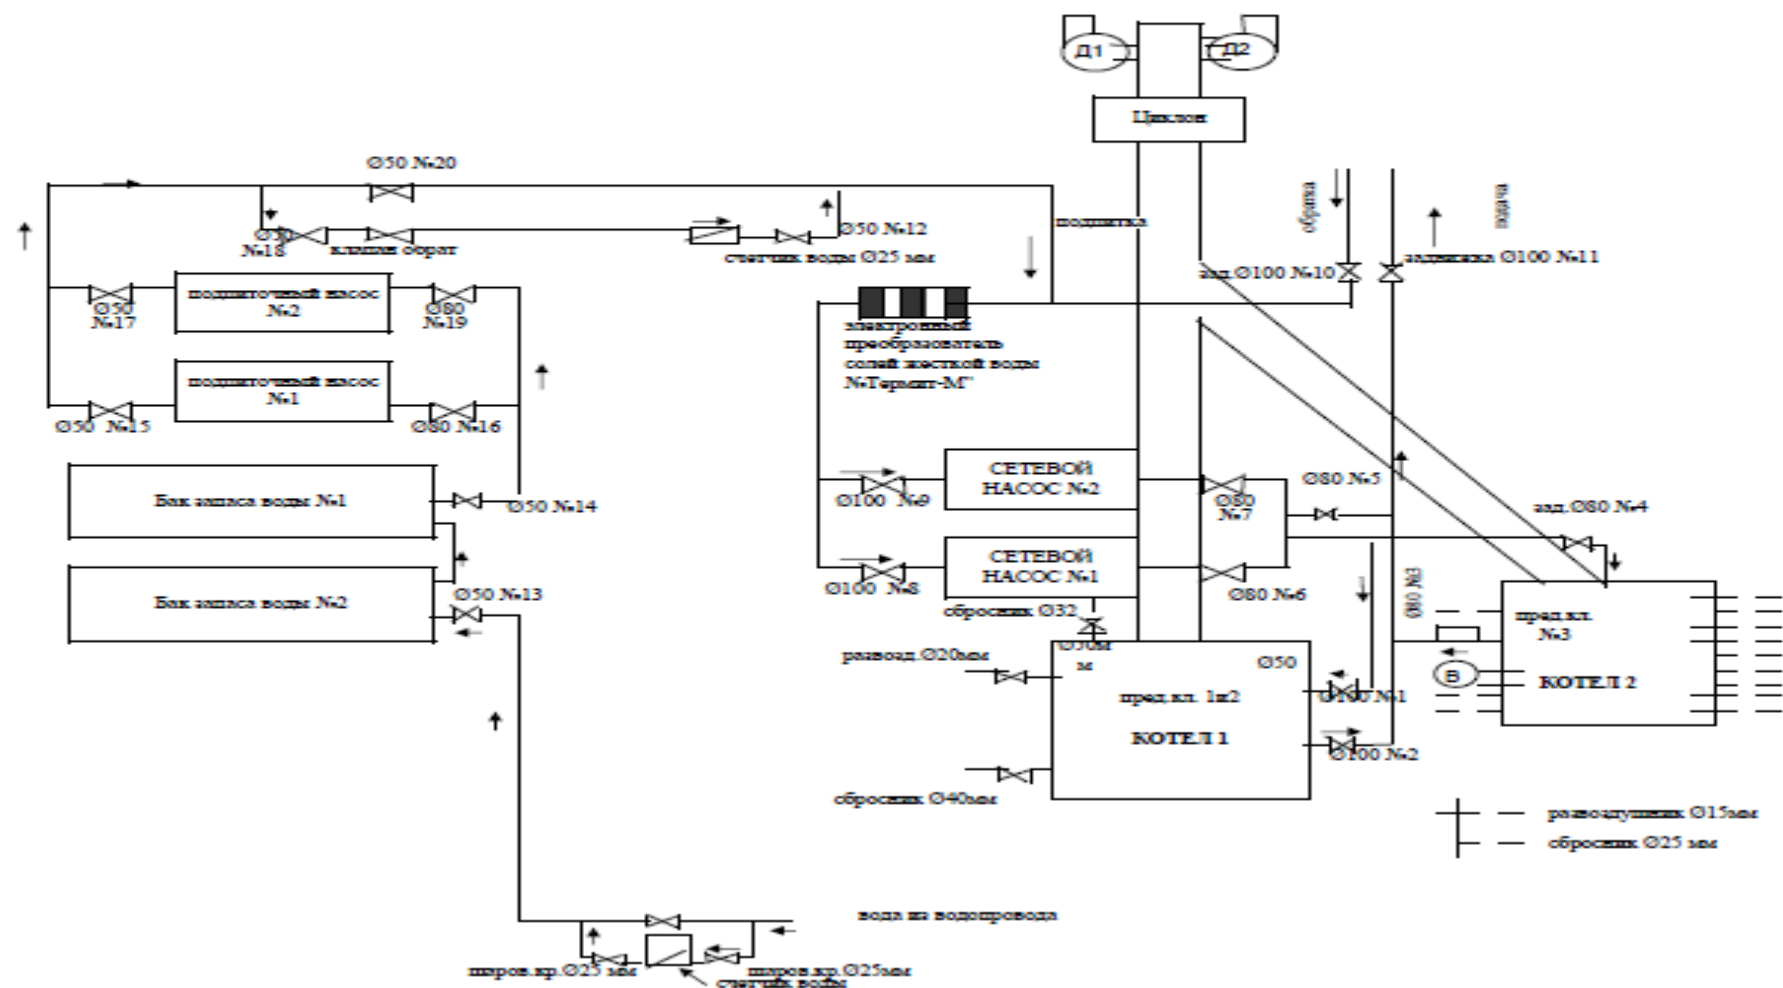 Д1
Д2
Циклон
Ø50 №20
Ø50
№18
клапан обрат
счетчик воды Ø25 мм
Ø50 №12
подпитка
обратка
подача
зад.Ø100 №10
задвижка Ø100 №11
подпиточный насос
№2
Ø50
№17
Ø80
№19
электронный
преобразователь
солей жесткой воды
№Термит-М"
подпиточный насос
№1
Ø50 №15
Ø80 №16
Бак запаса воды №1
Ø50 №14
СЕТЕВОЙ
НАСОС №2
Ø100 №9
Ø80
№7
Ø80 №5
зад.Ø80 №4
СЕТЕВОЙ
НАСОС №1
Ø100 №8
Ø80 №6
Ø80 №3
Бак запаса воды №2
Ø50 №13
сбросник Ø32
Ø50м
м
развозд.Ø20мм
Ø50
пред.кл. 1и2
КОТЕЛ 1
Ø100 №1
Ø100 №2
сбросник Ø40мм
пред.кл.
№3
КОТЕЛ 2
В
развоздушник Ø15мм
сбросник Ø25 мм
вода из водопровода
шаров.кр.Ø25 мм
шаров.кр.Ø25мм
счетчик воды